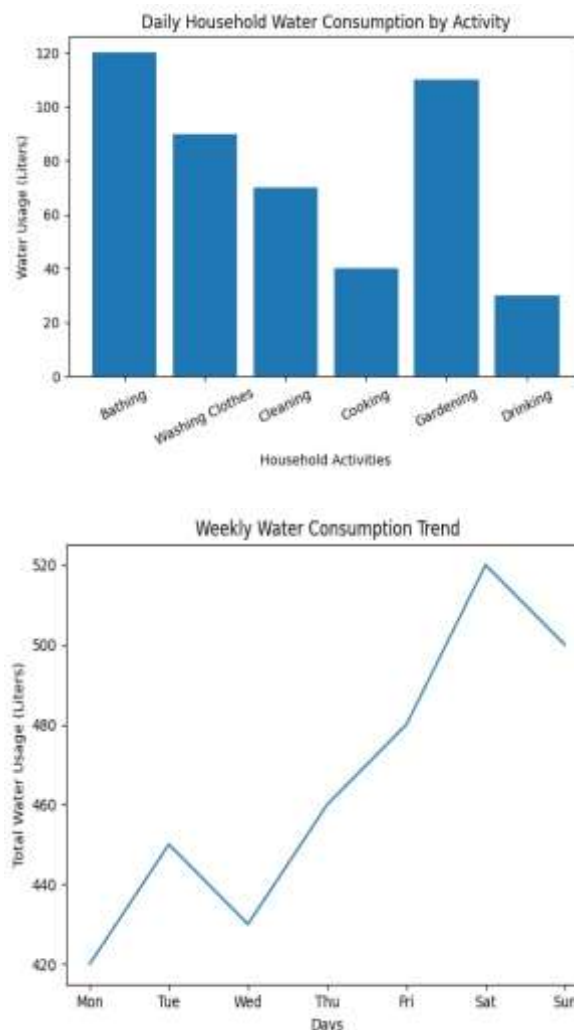 Daily Household Water Consumption by Activity
120
100
80
60
40
20
0
Water Usage (Liters)
Bathing
Washing Clothes
Cleaning
Cooking
Gardening
Drinking
Household Activities
Weekly Water Consumption Trend
520
500
480
460
440
420
Total Water Usage (Liters)
Mon
Tue
Wed
Thu
Fri
Sat
Sun
Days